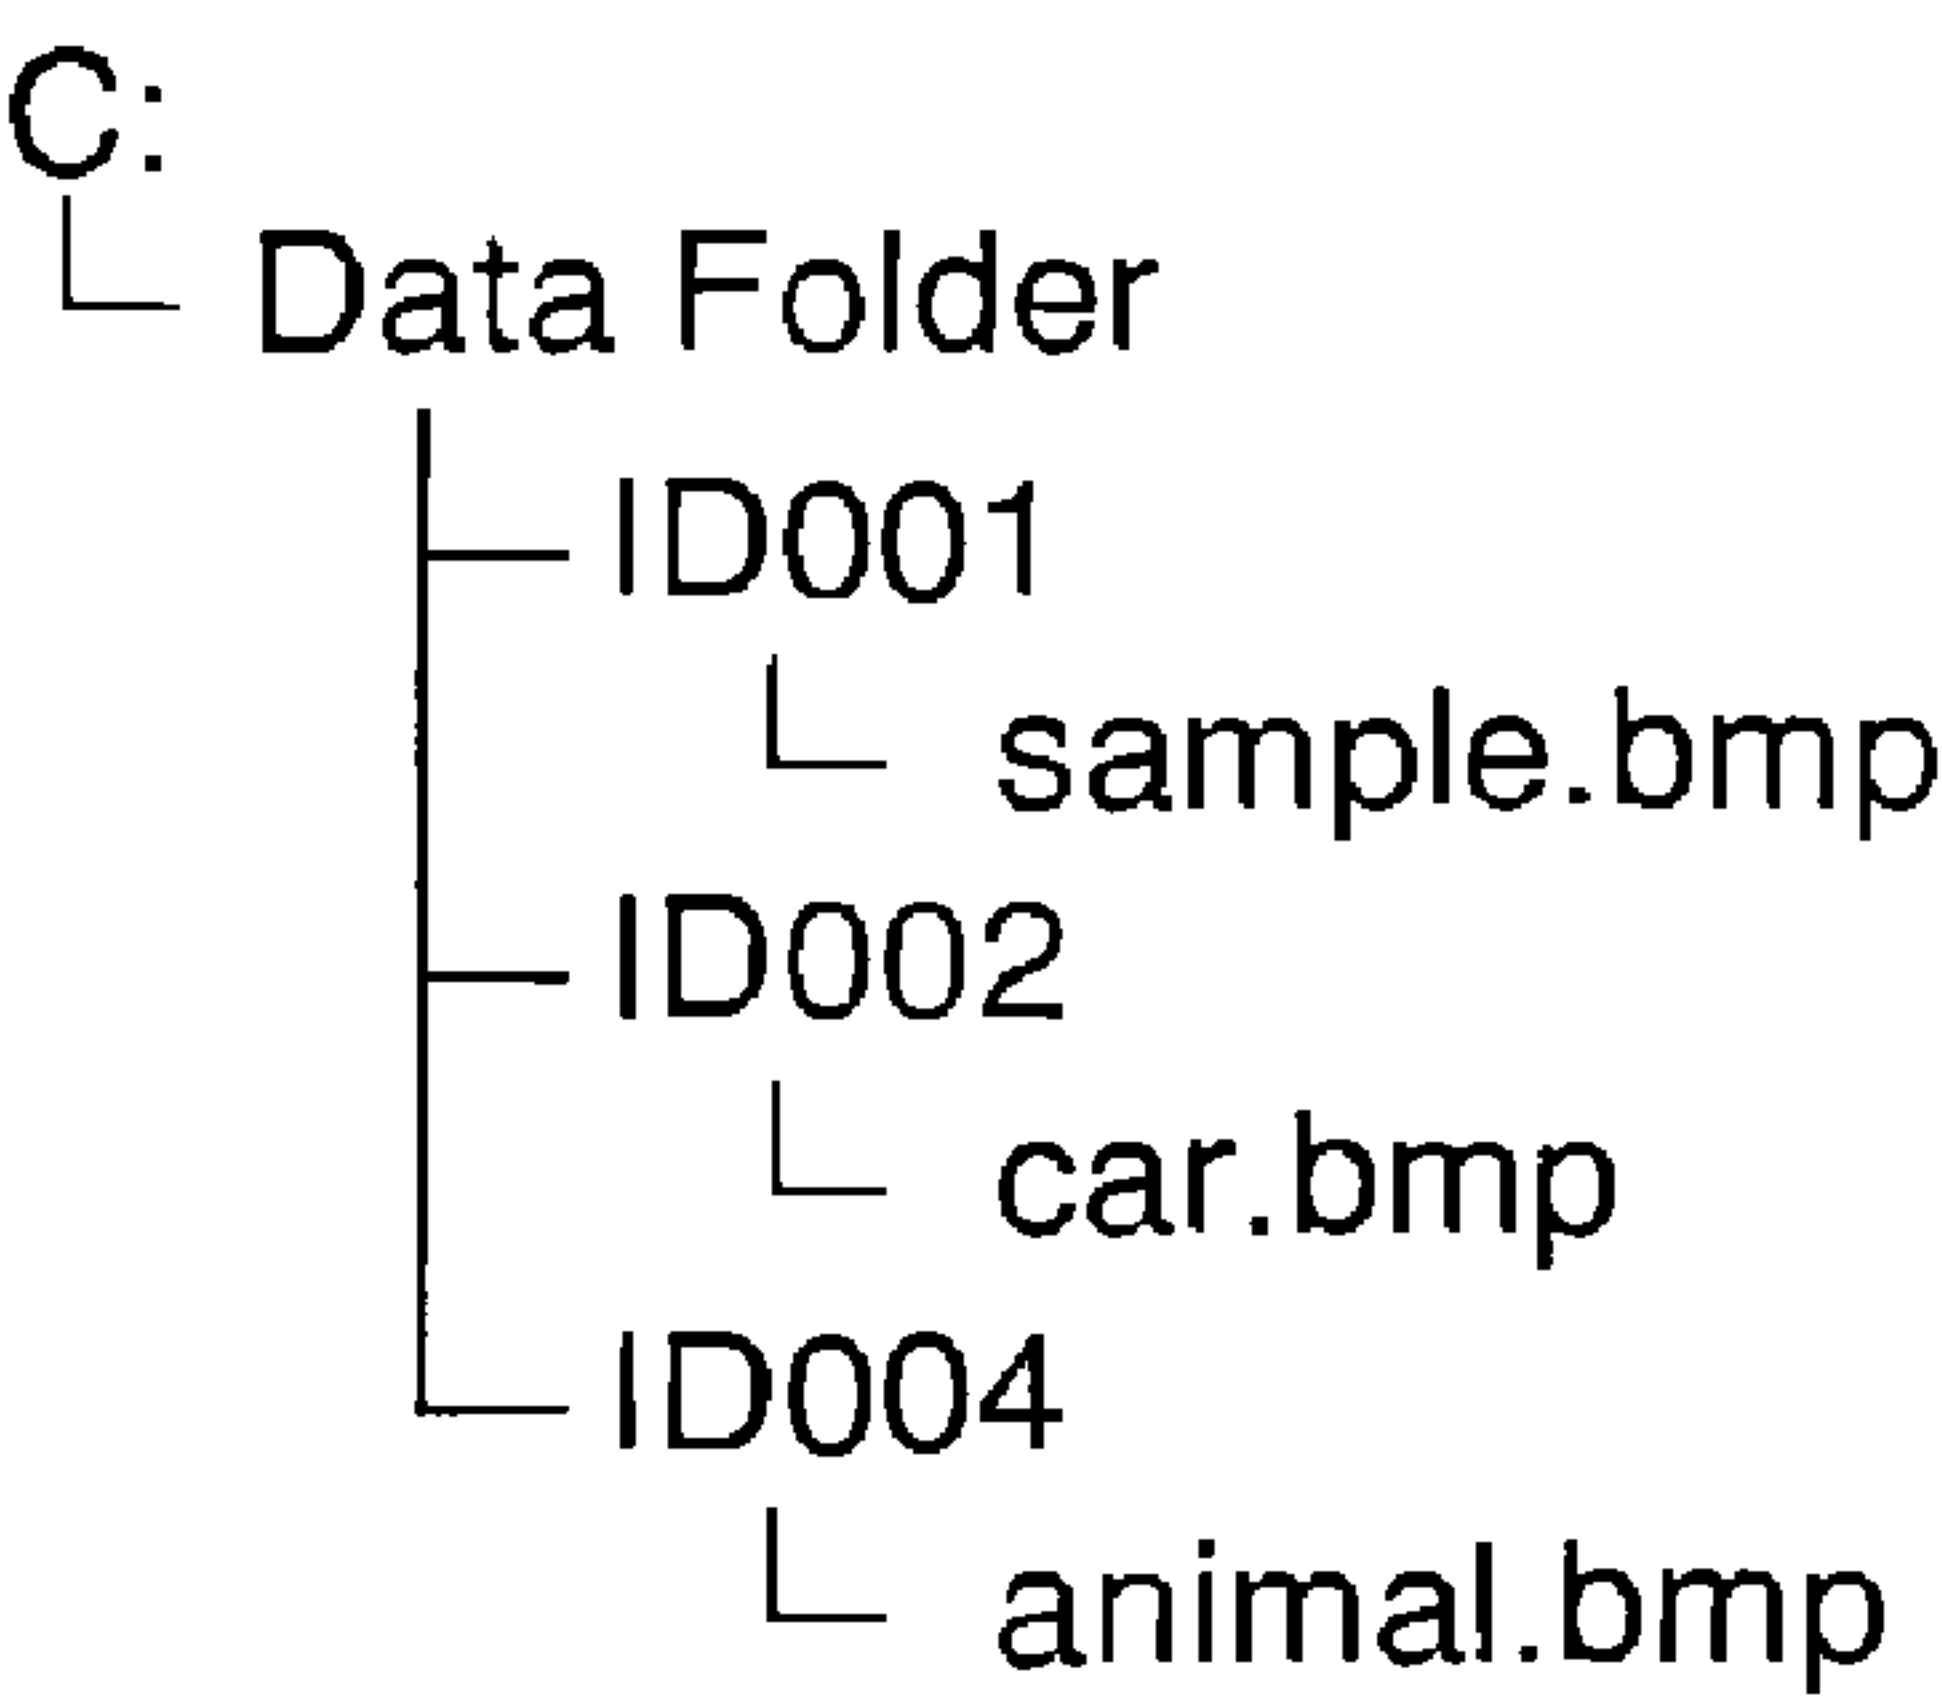 C:
Data Folder
ID001
sample.bmp
ID002
car.bmp
ID004
animal.bmp